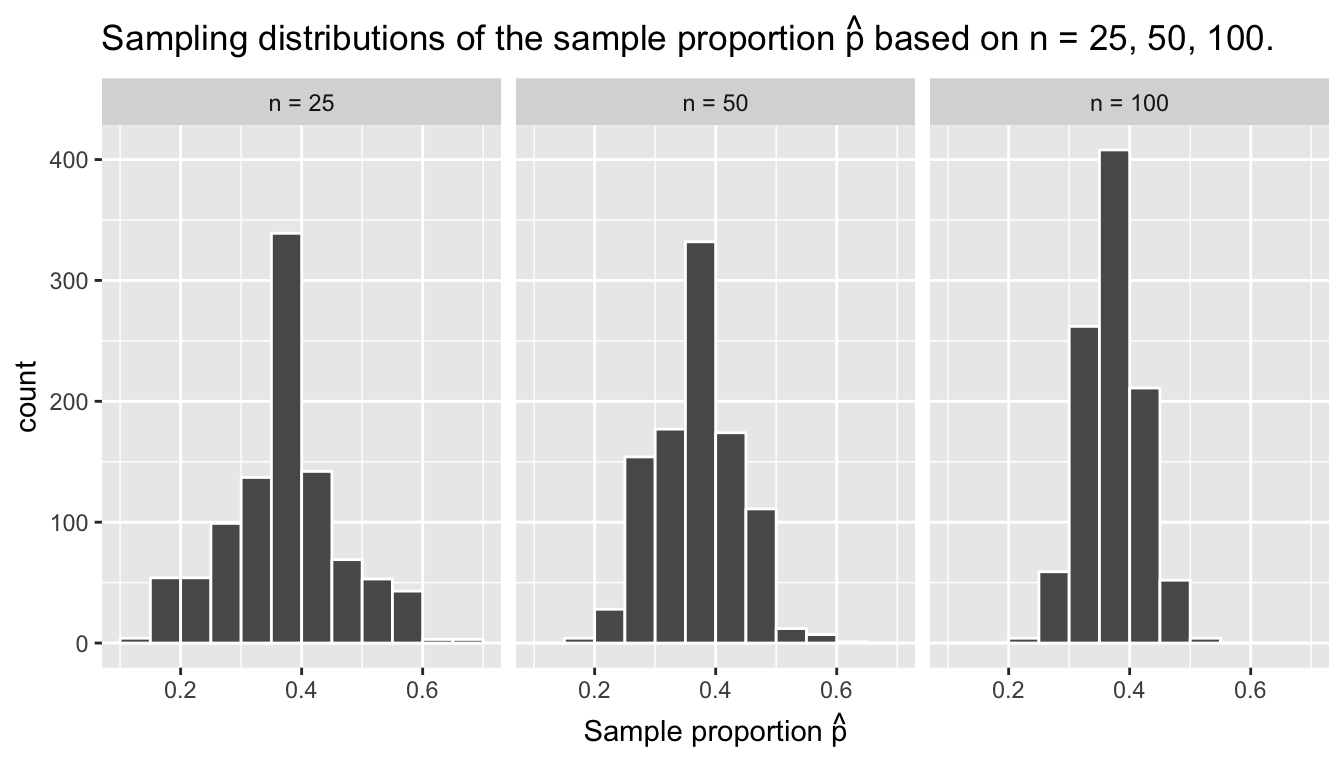 Sampling distributions of the sample proportion p̂ based on n = 25, 50, 100.
n = 25 n = 50 n = 100
400
300
200
100
0
count
0.2 0.4 0.6 0.2 0.4 0.6 0.2 0.4 0.6
Sample proportion p̂